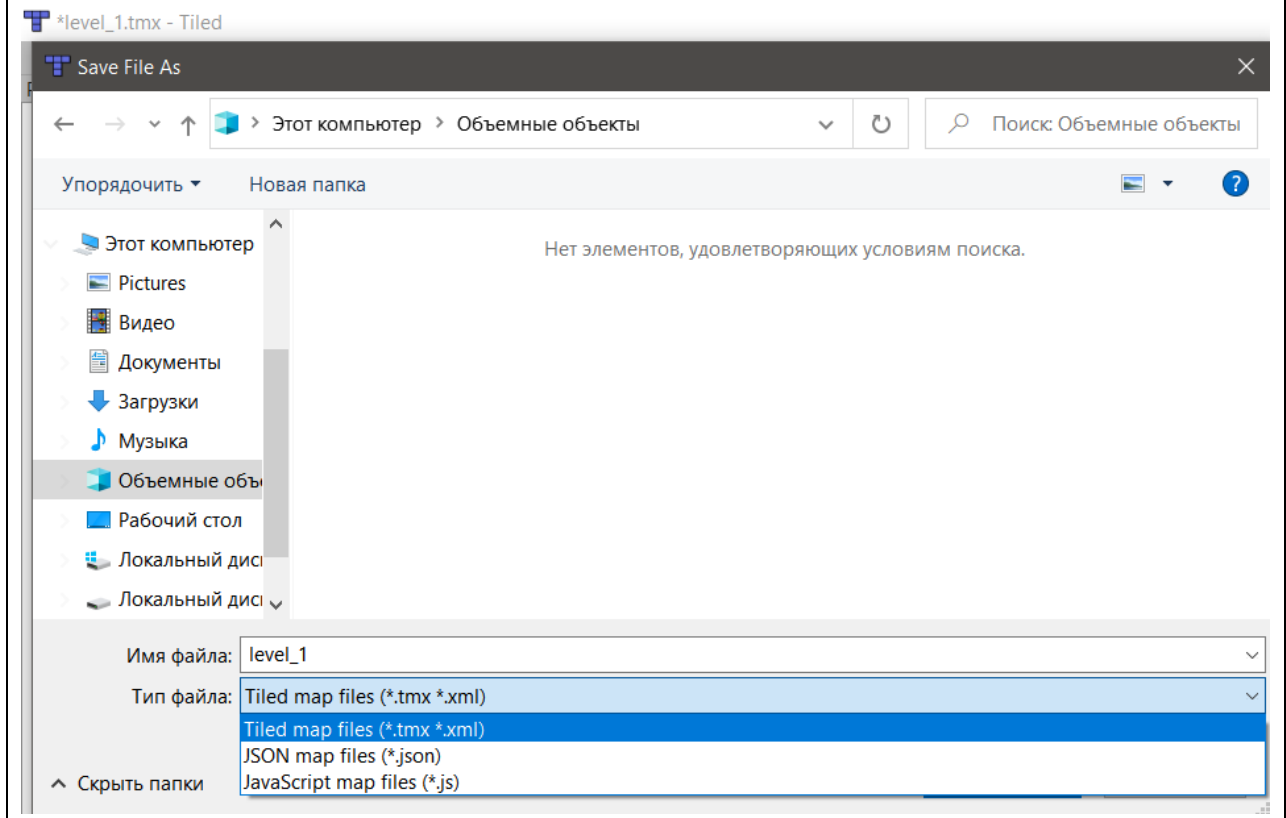 *level_1.tmx - Tiled
Save File As
Этот компьютер > Объемные объекты
Поиск: Объемные объекты
Упорядочить
Новая папка
Этот компьютер
Pictures
Видео
Документы
Загрузки
Музыка
Объемные объе
Рабочий стол
Локальный диск
Локальный диск
Нет элементов, удовлетворяющих условиям поиска.
Имя файла: level_1
Тип файла: Tiled map files (*.tmx *.xml)
Tiled map files (*.tmx *.xml)
JSON map files (*.json)
JavaScript map files (*.js)
Скрыть папки